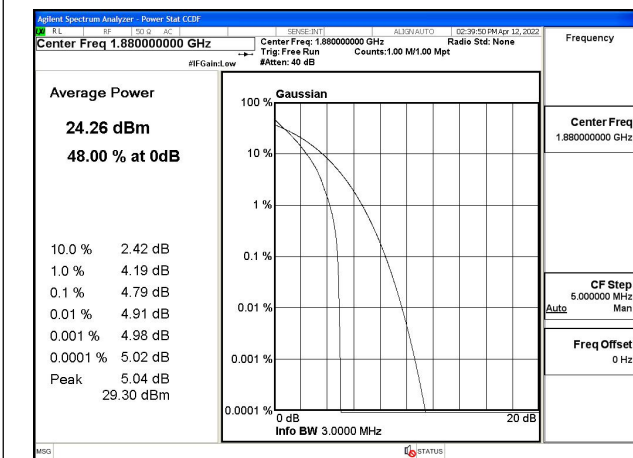 Agilent Spectrum Analyzer - Power Stat CCDF
LXI RL RF 50 Ω AC SENSE:INT ALIGN AUTO 02:39:50 PM Apr 12, 2022
Center Freq 1.880000000 GHz
Center Freq: 1.880000000 GHz Radio Std: None
Trig: Free Run Counts:1.00 M/1.00 Mpt
#IFGain:Low #Atten: 40 dB
Average Power
24.26 dBm
48.00 % at 0dB
10.0 % 2.42 dB
1.0 % 4.19 dB
0.1 % 4.79 dB
0.01 % 4.91 dB
0.001 % 4.98 dB
0.0001 % 5.02 dB
Peak 5.04 dB
29.30 dBm
Gaussian
100 %
10 %
1 %
0.1 %
0.01 %
0.001 %
0.0001 %
0 dB 20 dB
Info BW 3.0000 MHz
Frequency
Center Freq
1.880000000 GHz
CF Step
5.000000 MHz
Auto Man
Freq Offset
0 Hz
MSG STATUS